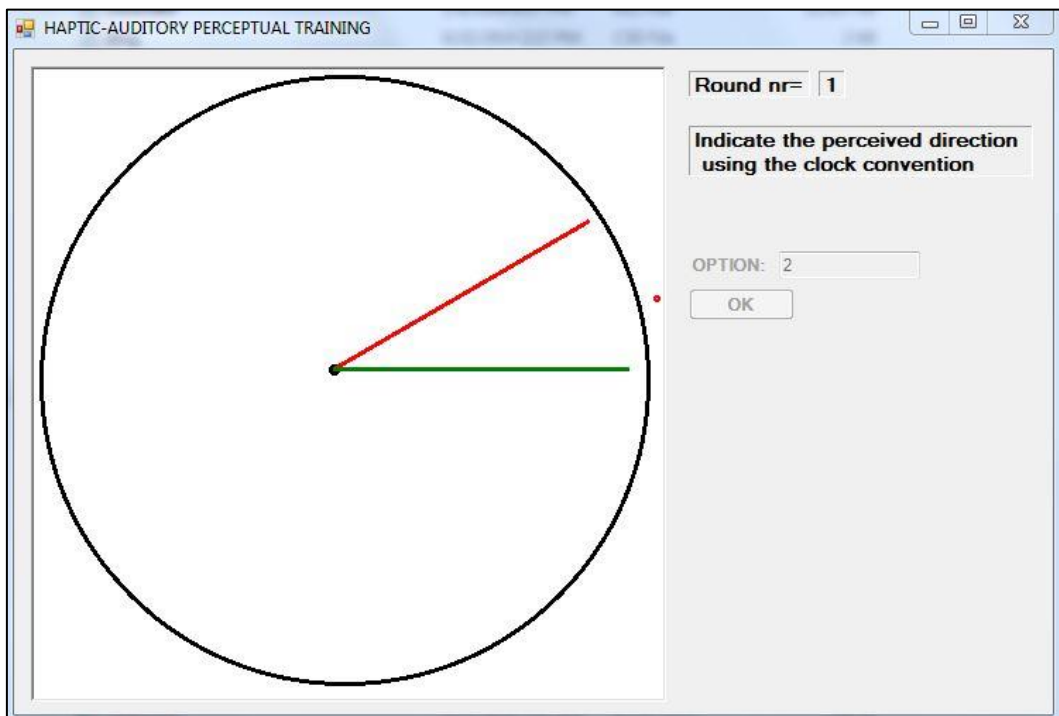 HAPTIC-AUDITORY PERCEPTUAL TRAINING
Round nr= 1
Indicate the perceived direction
using the clock convention
OPTION: 2
OK